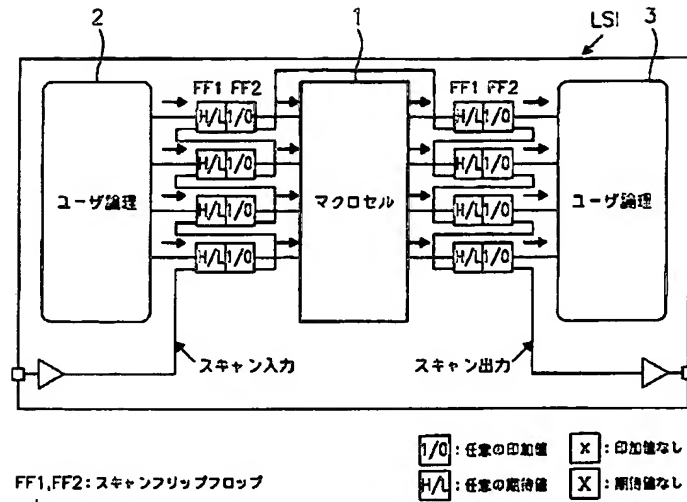 2
1
LSI
3
FF1 FF2
FF1 FF2
H/L 1/0
H/L 1/0
H/L 1/0
H/L 1/0
H/L 1/0
H/L 1/0
H/L 1/0
H/L 1/0
ユーザ論理
マクロセル
ユーザ論理
スキャン入力
スキャン出力
1/0 : 任意の印加値
x : 印加値なし
FF1,FF2: スキャンフリップフロップ
H/L : 任意の期待値
X : 期待値なし